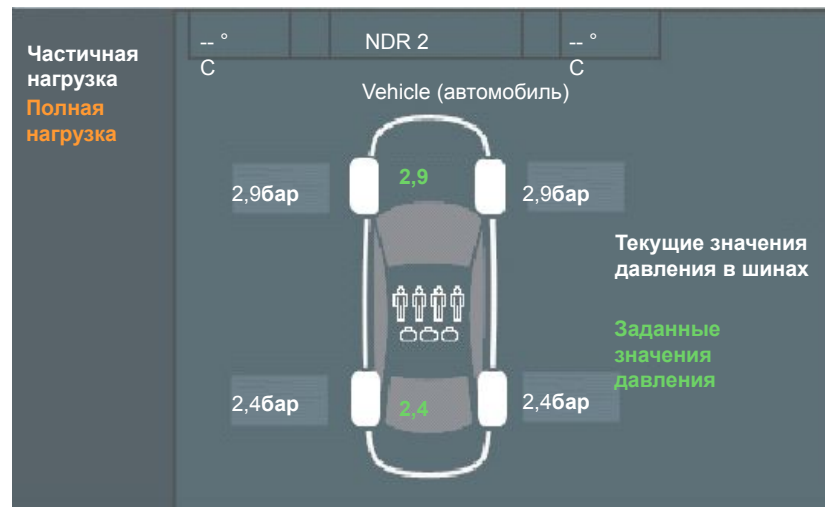 Частичная
нагрузка
Полная
нагрузка
-- °
C
NDR 2
-- °
C
Vehicle (автомобиль)
2,9бар
2,9
2,9бар
Текущие значения
давления в шинах
Заданные
значения
давления
2,4бар
2,4
2,4бар